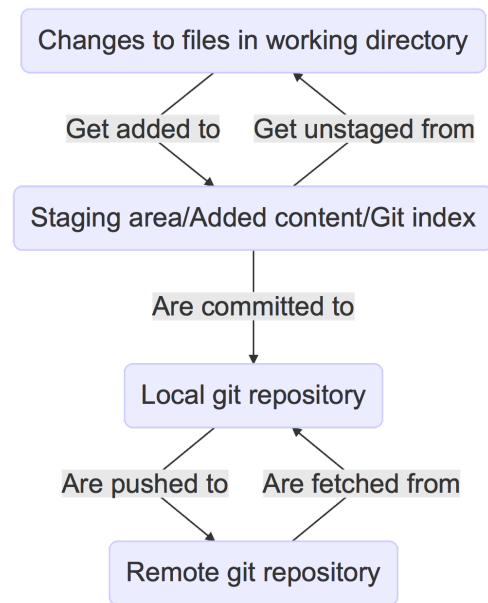 Changes to files in working directory
Get added to
Get unstaged from
Staging area/Added content/Git index
Are committed to
Local git repository
Are pushed to
Are fetched from
Remote git repository